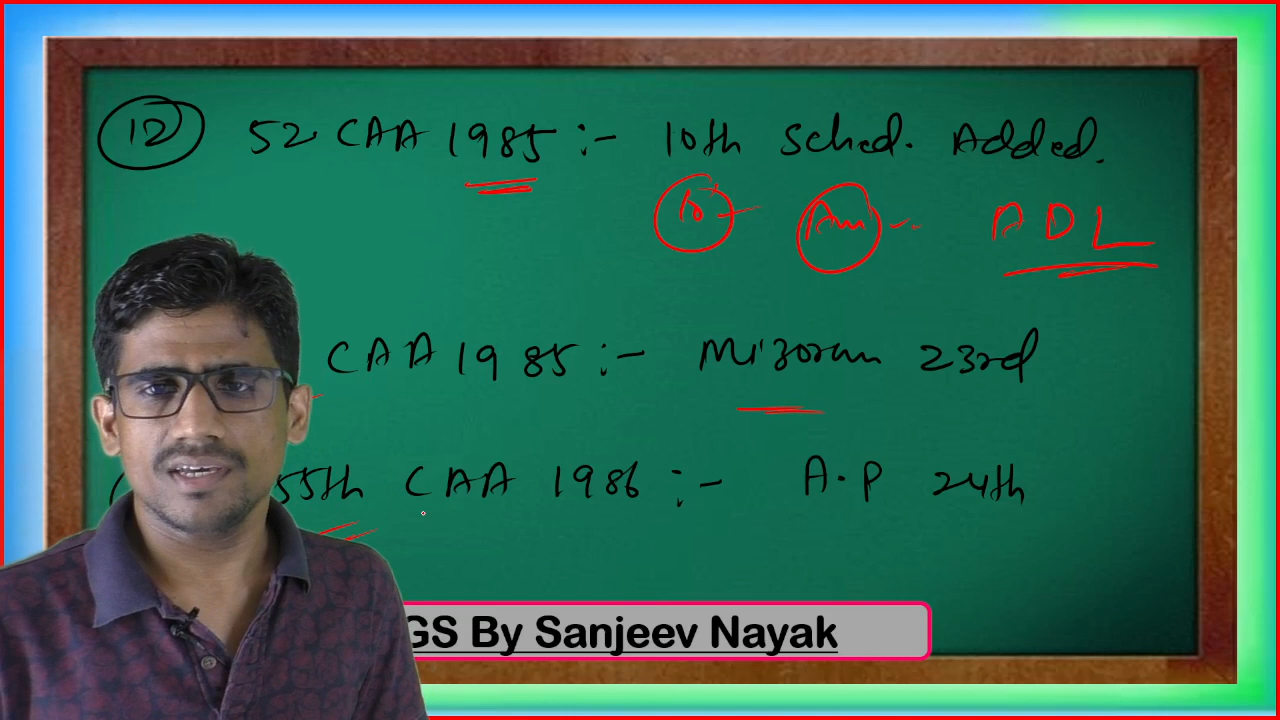 12 52 CAA 1985 :- 10th Sched. Added.
ADL
CAA 1985 :- Mizoram 23rd
55th CAA 1986 :- A.P 24th
GS By Sanjeev Nayak